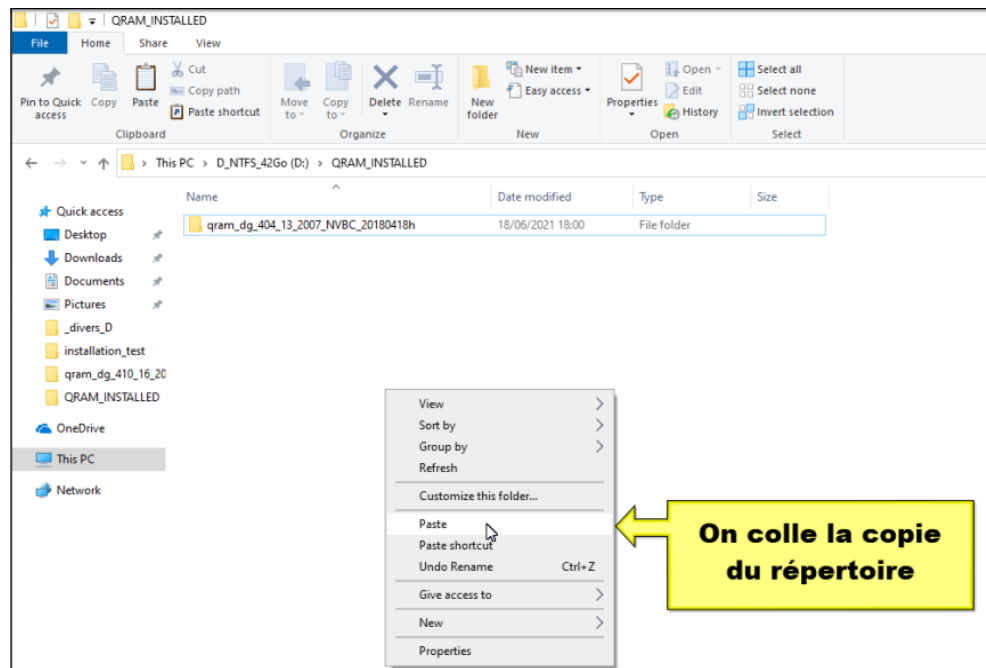 QRAM_INSTALLED
File Home Share View
Pin to Quick access
Copy
Paste
Cut
Copy path
Paste shortcut
Clipboard
Move to
Copy to
Delete
Rename
Organize
New folder
New item
Easy access
New
Properties
Open
Edit
History
Open
Select all
Select none
Invert selection
Select
This PC > D_NTFS_42Go (D:) > QRAM_INSTALLED
Name Date modified Type Size
qram_dg_404_13_2007_NVBC_20180418h 18/06/2021 18:00 File folder
Quick access
Desktop
Downloads
Documents
Pictures
_divers_D
installation_test
qram_dg_410_16_20
QRAM_INSTALLED
OneDrive
This PC
Network
View
Sort by
Group by
Refresh
Customize this folder...
Paste
Paste shortcut
Undo Rename Ctrl+Z
Give access to
New
Properties
On colle la copie
du répertoire